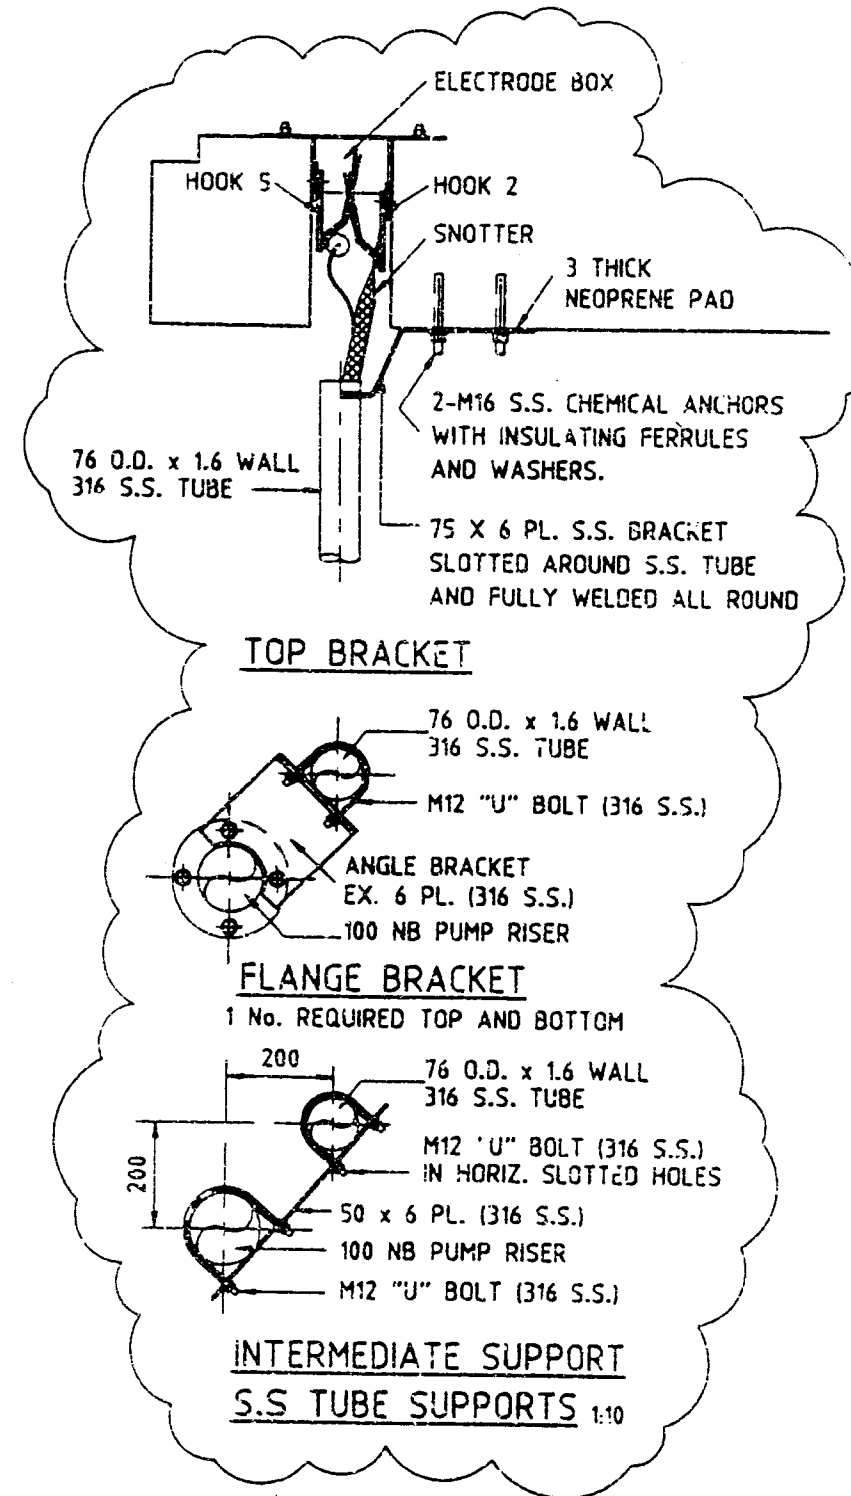 ELECTRODE BOX
HOOK 5
HOOK 2
SNOTTER
3 THICK
NEOPRENE PAD
2-M16 S.S. CHEMICAL ANCHORS
WITH INSULATING FERRULES
AND WASHERS.
76 O.D. x 1.6 WALL
316 S.S. TUBE
75 X 6 PL. S.S. BRACKET
SLOTTED AROUND S.S. TUBE
AND FULLY WELDED ALL ROUND
TOP BRACKET
76 O.D. x 1.6 WALL
316 S.S. TUBE
M12 "U" BOLT (316 S.S.)
ANGLE BRACKET
EX. 6 PL. (316 S.S.)
100 NB PUMP RISER
FLANGE BRACKET
1 No. REQUIRED TOP AND BOTTOM
200
76 O.D. x 1.6 WALL
316 S.S. TUBE
200
M12 "U" BOLT (316 S.S.)
IN HORIZ. SLOTTED HOLES
50 x 6 PL. (316 S.S.)
100 NB PUMP RISER
M12 "U" BOLT (316 S.S.)
INTERMEDIATE SUPPORT
S.S TUBE SUPPORTS 1:10